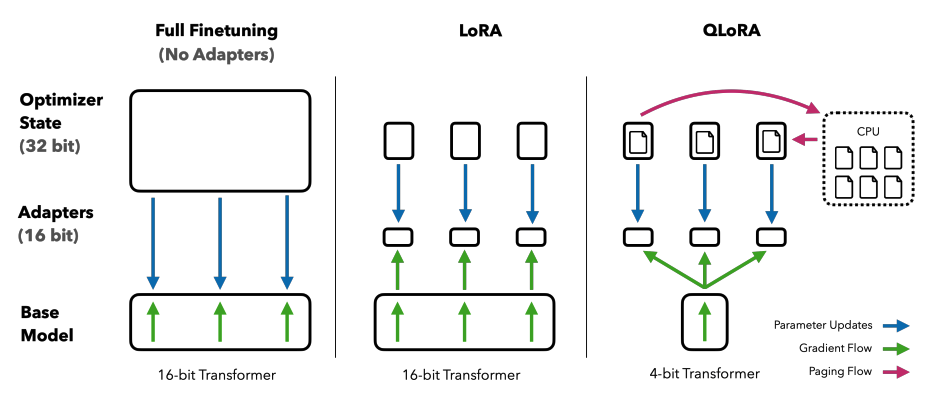 Full Finetuning
(No Adapters)
LoRA
QLoRA
Optimizer
State
(32 bit)
CPU
Adapters
(16 bit)
Base
Model
Parameter Updates
Gradient Flow
Paging Flow
16-bit Transformer
16-bit Transformer
4-bit Transformer